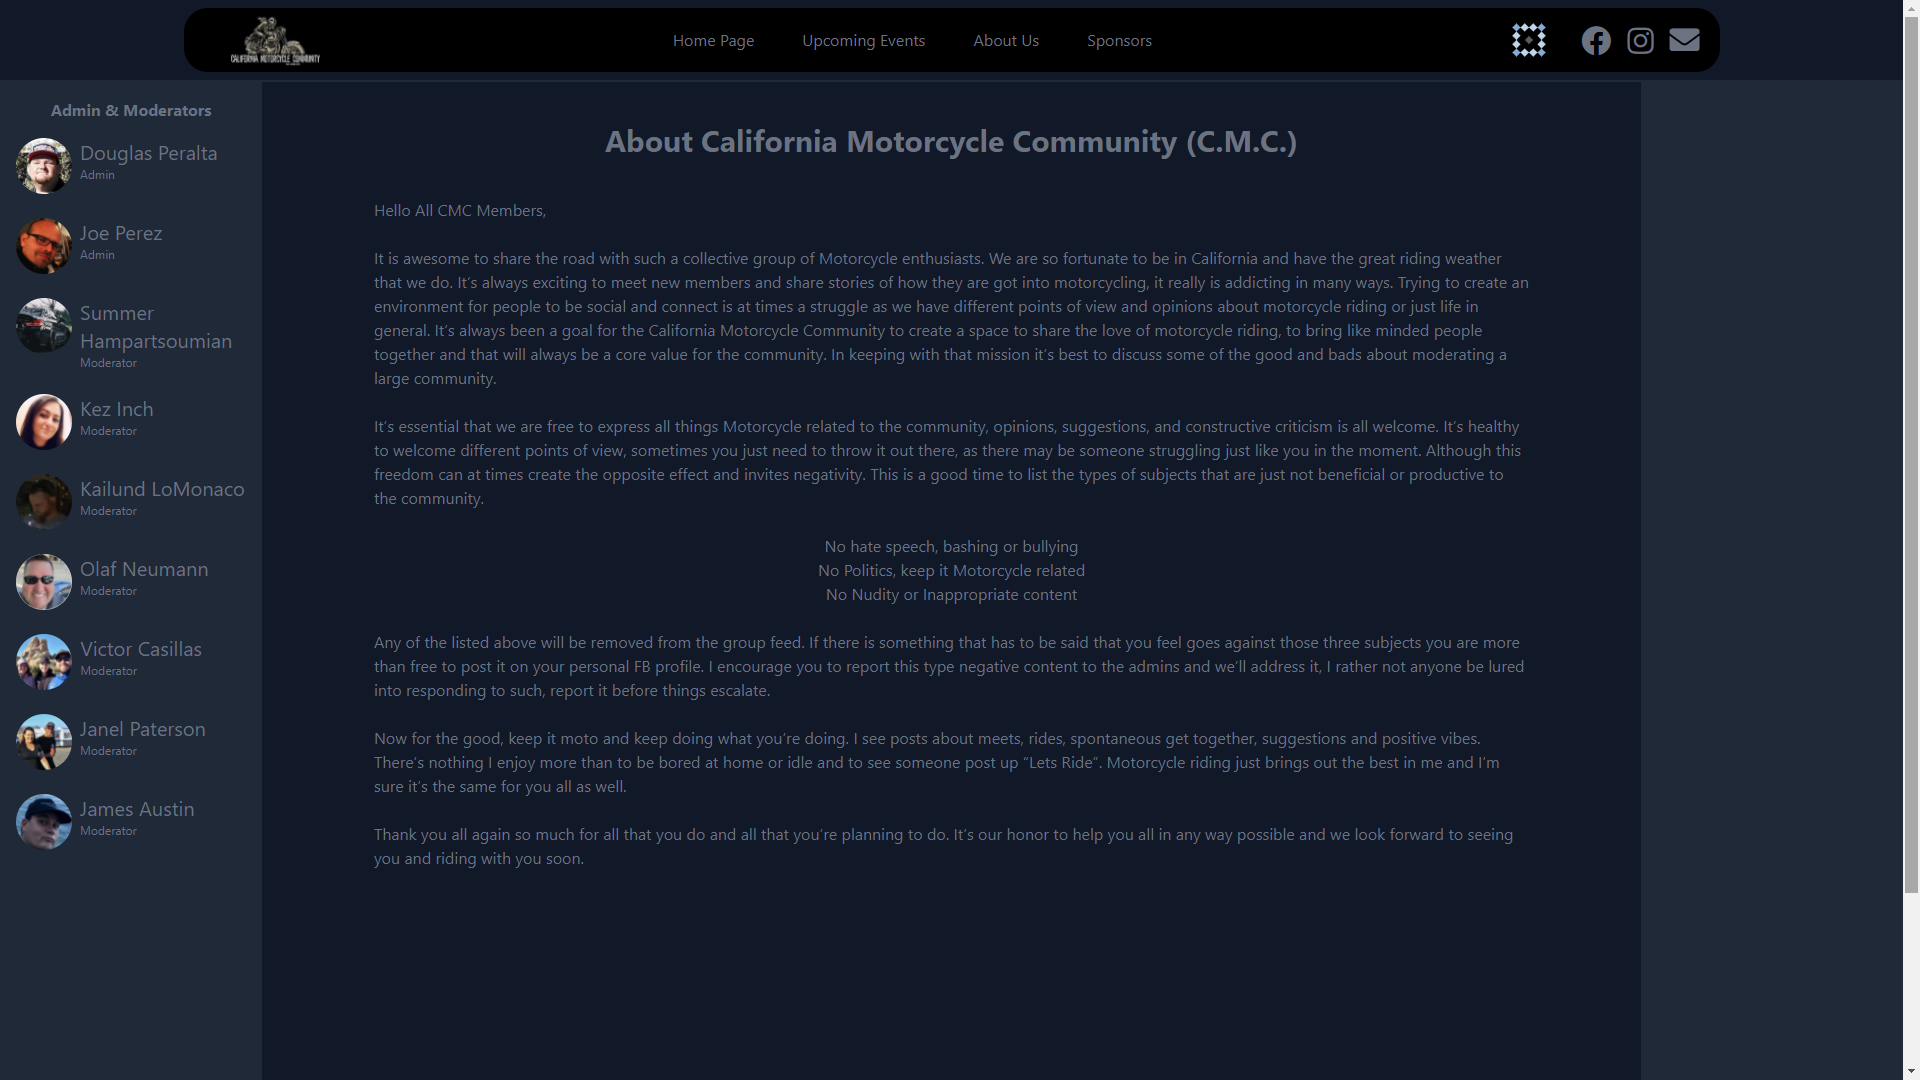 CALIFORNIA MOTORCYCLE COMMUNITY
Home Page
Upcoming Events
About Us
Sponsors
Admin & Moderators
Douglas Peralta
Admin
Joe Perez
Admin
Summer
Hampartsoumian
Moderator
Kez Inch
Moderator
Kailund LoMonaco
Moderator
Olaf Neumann
Moderator
Victor Casillas
Moderator
Janel Paterson
Moderator
James Austin
Moderator
About California Motorcycle Community (C.M.C.)
Hello All CMC Members,
It is awesome to share the road with such a collective group of Motorcycle enthusiasts. We are so fortunate to be in California and have the great riding weather
that we do. It’s always exciting to meet new members and share stories of how they are got into motorcycling, it really is addicting in many ways. Trying to create an
environment for people to be social and connect is at times a struggle as we have different points of view and opinions about motorcycle riding or just life in
general. It’s always been a goal for the California Motorcycle Community to create a space to share the love of motorcycle riding, to bring like minded people
together and that will always be a core value for the community. In keeping with that mission it’s best to discuss some of the good and bads about moderating a
large community.
It’s essential that we are free to express all things Motorcycle related to the community, opinions, suggestions, and constructive criticism is all welcome. It’s healthy
to welcome different points of view, sometimes you just need to throw it out there, as there may be someone struggling just like you in the moment. Although this
freedom can at times create the opposite effect and invites negativity. This is a good time to list the types of subjects that are just not beneficial or productive to
the community.
No hate speech, bashing or bullying
No Politics, keep it Motorcycle related
No Nudity or Inappropriate content
Any of the listed above will be removed from the group feed. If there is something that has to be said that you feel goes against those three subjects you are more
than free to post it on your personal FB profile. I encourage you to report this type negative content to the admins and we’ll address it, I rather not anyone be lured
into responding to such, report it before things escalate.
Now for the good, keep it moto and keep doing what you’re doing. I see posts about meets, rides, spontaneous get together, suggestions and positive vibes.
There’s nothing I enjoy more than to be bored at home or idle and to see someone post up “Lets Ride”. Motorcycle riding just brings out the best in me and I’m
sure it’s the same for you all as well.
Thank you all again so much for all that you do and all that you’re planning to do. It’s our honor to help you all in any way possible and we look forward to seeing
you and riding with you soon.